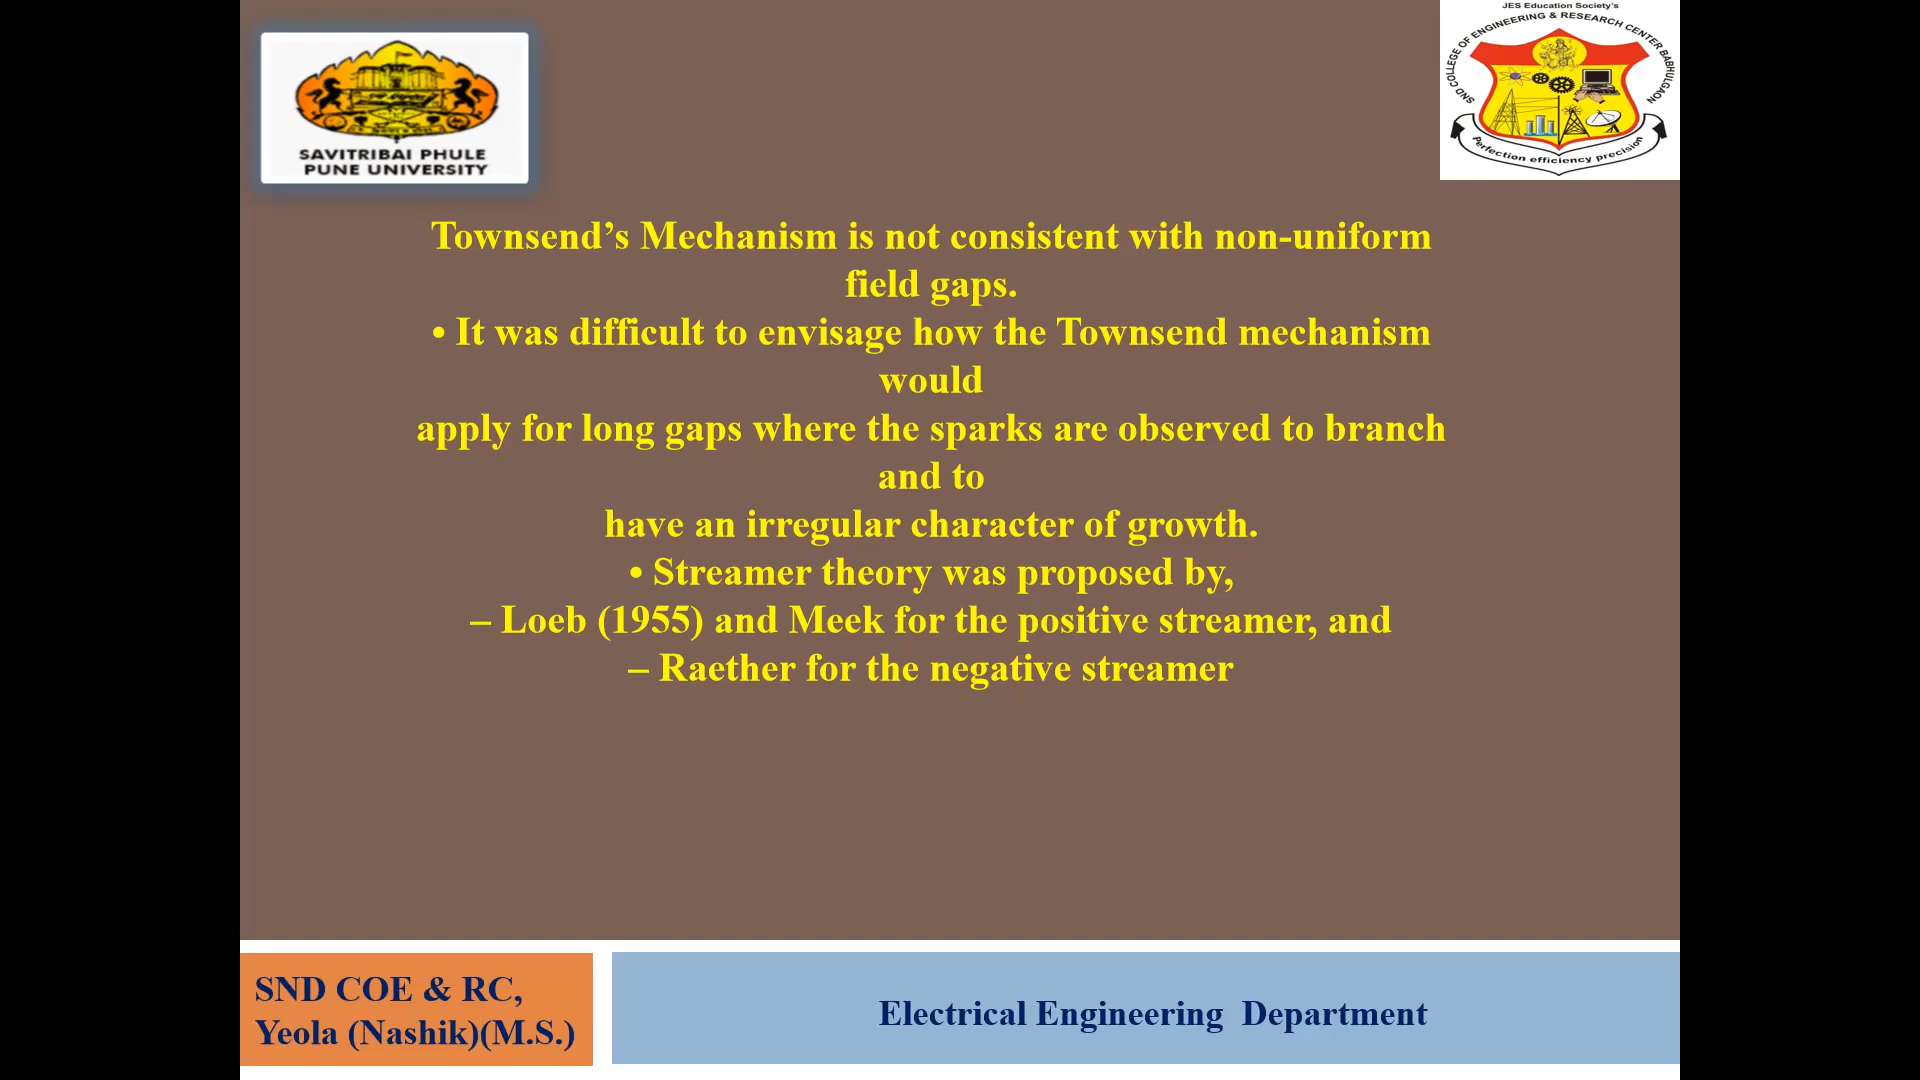 JES Education Society's
SND COLLEGE OF ENGINEERING & RESEARCH CENTER BABHULGAON
Perfection efficiency precision
SAVITRIBAI PHULE
PUNE UNIVERSITY
Townsend’s Mechanism is not consistent with non-uniform
field gaps.
• It was difficult to envisage how the Townsend mechanism
would
apply for long gaps where the sparks are observed to branch
and to
have an irregular character of growth.
• Streamer theory was proposed by,
– Loeb (1955) and Meek for the positive streamer, and
– Raether for the negative streamer
SND COE & RC,
Yeola (Nashik)(M.S.)
Electrical Engineering  Department